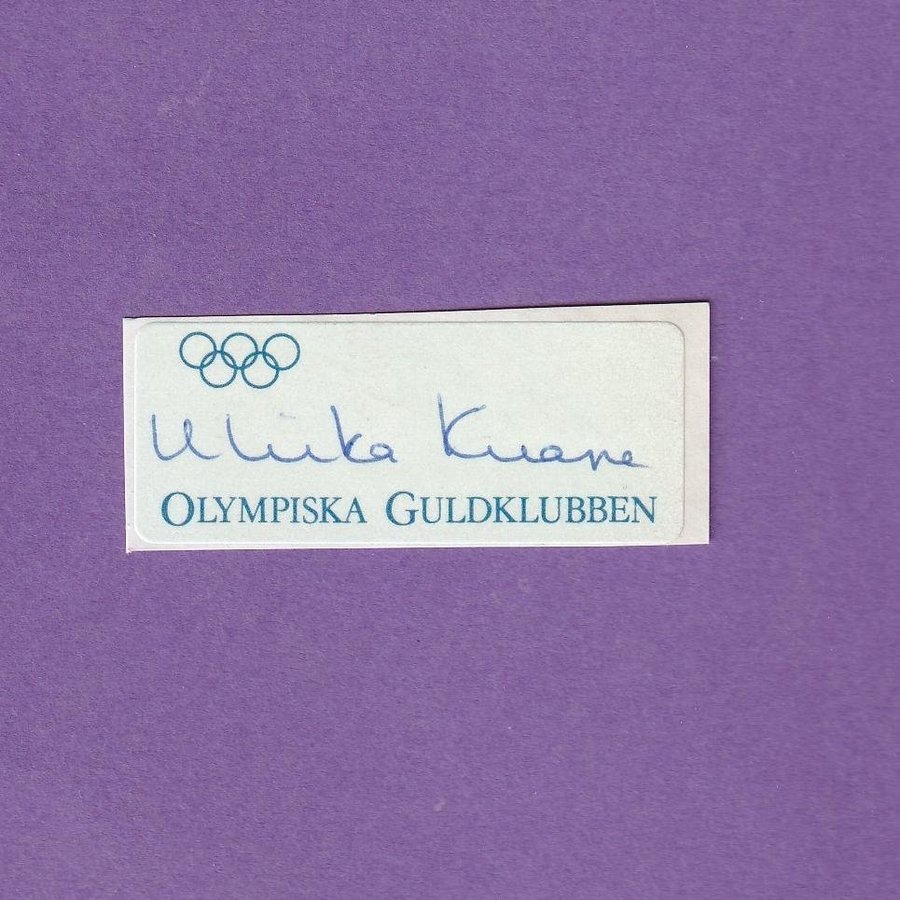 Ulrika Knape
OLYMPISKA GULDKLUBBEN